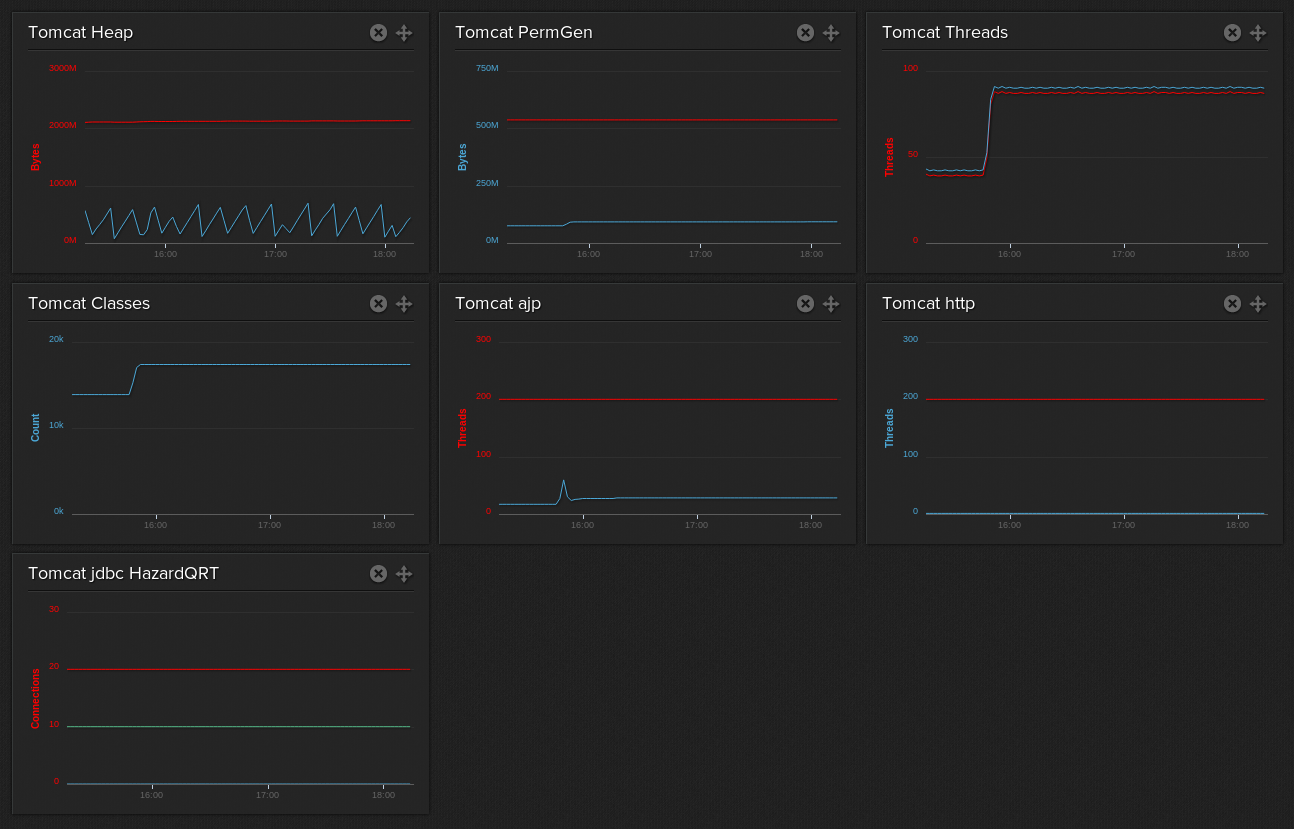 Tomcat Heap
3000M
2000M
1000M
0M
Bytes
16:00 17:00 18:00
Tomcat PermGen
750M
500M
250M
0M
Bytes
16:00 17:00 18:00
Tomcat Threads
100
50
0
Threads
16:00 17:00 18:00
Tomcat Classes
20k
10k
0k
Count
16:00 17:00 18:00
Tomcat ajp
300
200
100
0
Threads
16:00 17:00 18:00
Tomcat http
300
200
100
0
Threads
16:00 17:00 18:00
Tomcat jdbc HazardQRT
30
20
10
0
Connections
16:00 17:00 18:00